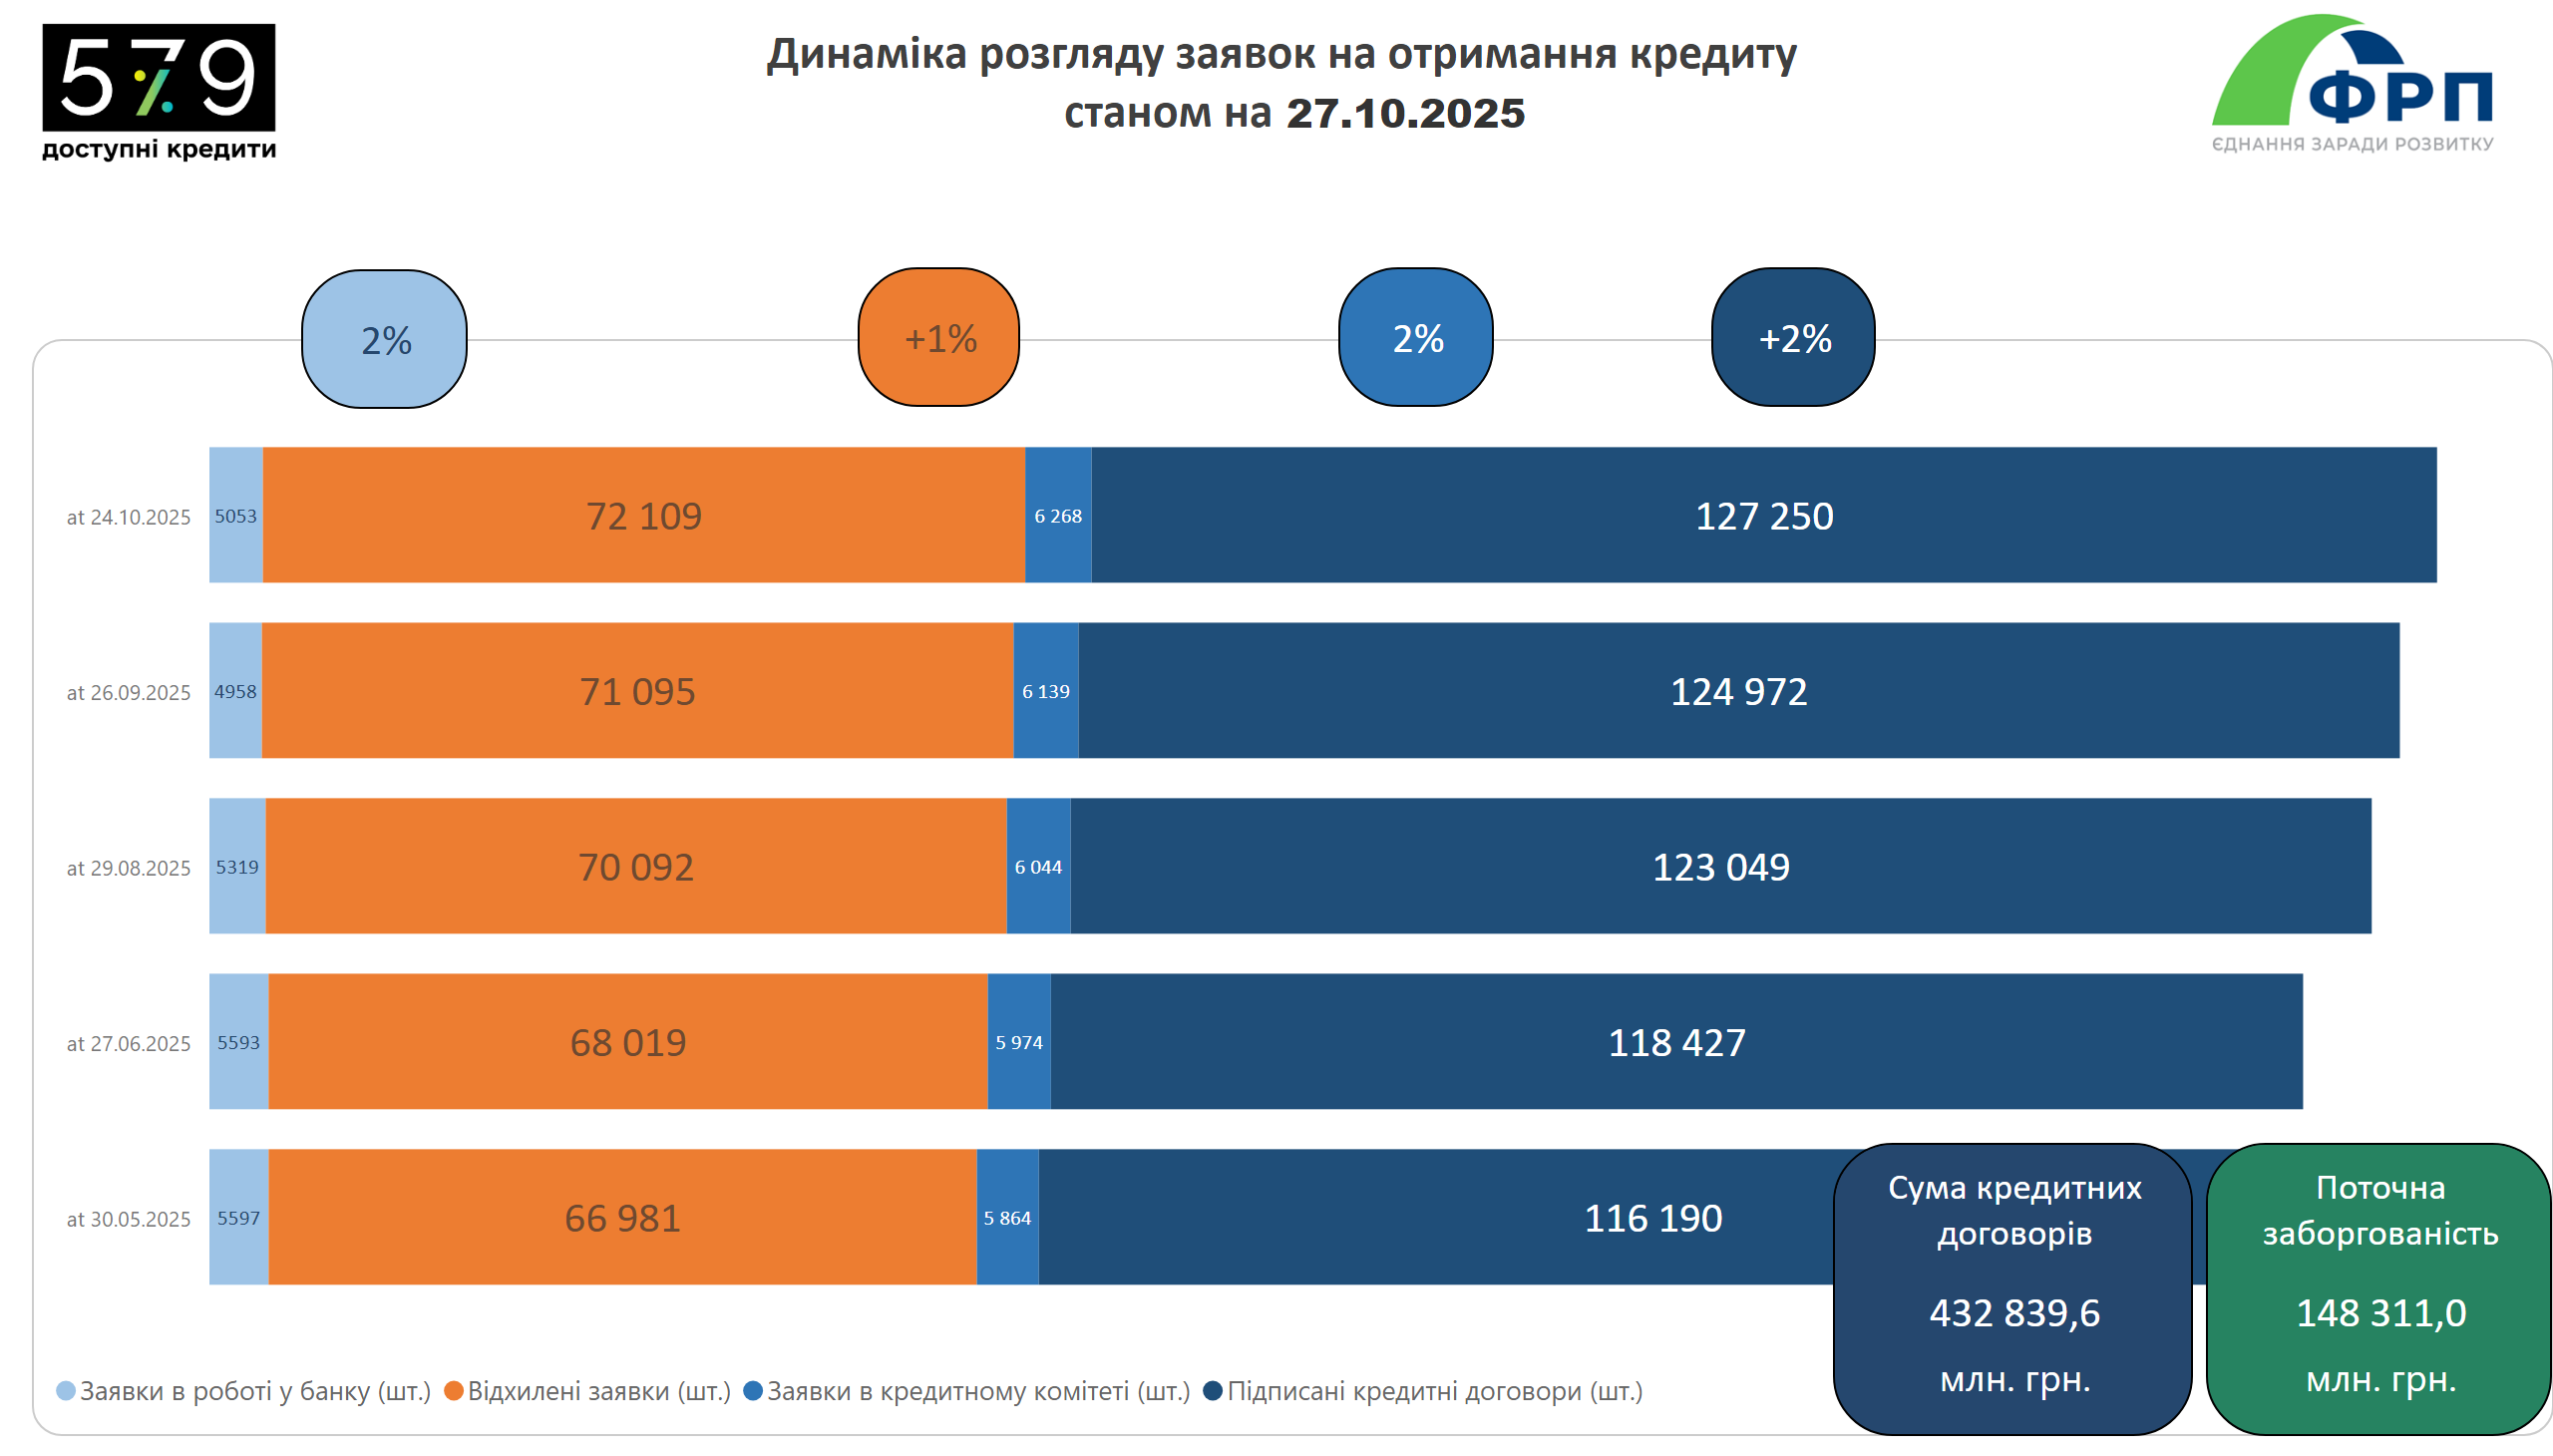 5 7 9
доступні кредити
Динаміка розгляду заявок на отримання кредиту
станом на 27.10.2025
ФРП
ЄДНАННЯ ЗАРАДИ РОЗВИТКУ
2% +1% 2% +2%
at 24.10.2025 5053 72 109 6 268 127 250
at 26.09.2025 4958 71 095 6 139 124 972
at 29.08.2025 5319 70 092 6 044 123 049
at 27.06.2025 5593 68 019 5 974 118 427
at 30.05.2025 5597 66 981 5 864 116 190
Сума кредитних
договорів
432 839,6
млн. грн.
Поточна
заборгованість
148 311,0
млн. грн.
Заявки в роботі у банку (шт.) Відхилені заявки (шт.) Заявки в кредитному комітеті (шт.) Підписані кредитні договори (шт.)